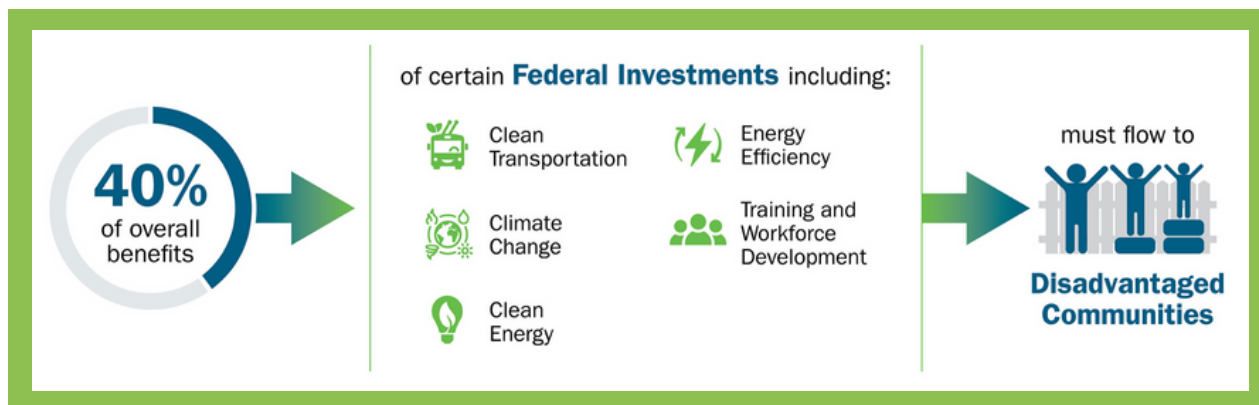 40%
of overall
benefits
of certain Federal Investments including:
Clean
Transportation
Climate
Change
Clean
Energy
Energy
Efficiency
Training and
Workforce
Development
must flow to
Disadvantaged
Communities